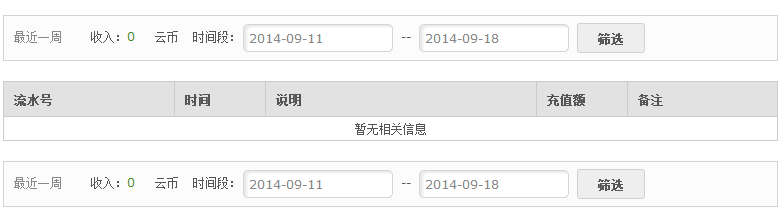 最近一周 收入：0 云币 时间段： 2014-09-11 -- 2014-09-18 筛选
流水号 时间 说明 充值额 备注
暂无相关信息
最近一周 收入：0 云币 时间段： 2014-09-11 -- 2014-09-18 筛选